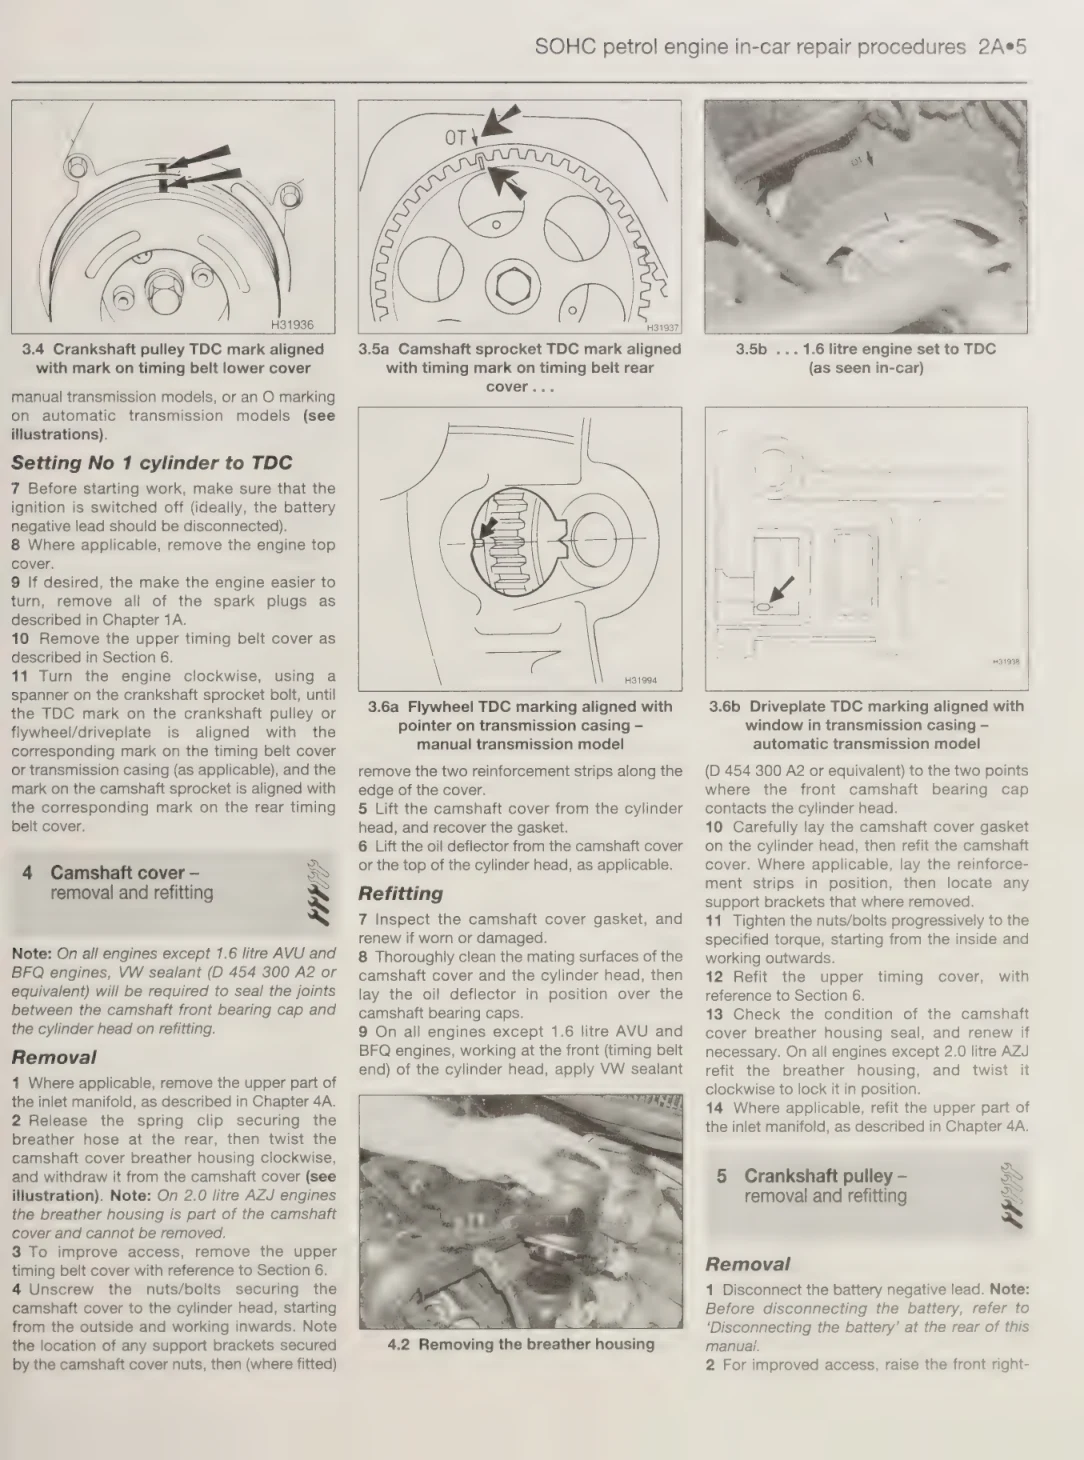 SOHC petrol engine in-car repair procedures 2A•5
H31936
3.4 Crankshaft pulley TDC mark aligned
with mark on timing belt lower cover
OT
H31937
3.5a Camshaft sprocket TDC mark aligned
with timing mark on timing belt rear
cover . . .
OT
3.5b . . . 1.6 litre engine set to TDC
(as seen in-car)
manual transmission models, or an O marking
on automatic transmission models (see
illustrations).
Setting No 1 cylinder to TDC
7 Before starting work, make sure that the
ignition is switched off (ideally, the battery
negative lead should be disconnected).
8 Where applicable, remove the engine top
cover.
9 If desired, the make the engine easier to
turn, remove all of the spark plugs as
described in Chapter 1A.
10 Remove the upper timing belt cover as
described in Section 6.
11 Turn the engine clockwise, using a
spanner on the crankshaft sprocket bolt, until
the TDC mark on the crankshaft pulley or
flywheel/driveplate is aligned with the
corresponding mark on the timing belt cover
or transmission casing (as applicable), and the
mark on the camshaft sprocket is aligned with
the corresponding mark on the rear timing
belt cover.
4 Camshaft cover –
removal and refitting
Note: On all engines except 1.6 litre AVU and
BFQ engines, VW sealant (D 454 300 A2 or
equivalent) will be required to seal the joints
between the camshaft front bearing cap and
the cylinder head on refitting.
Removal
1 Where applicable, remove the upper part of
the inlet manifold, as described in Chapter 4A.
2 Release the spring clip securing the
breather hose at the rear, then twist the
camshaft cover breather housing clockwise,
and withdraw it from the camshaft cover (see
illustration). Note: On 2.0 litre AZJ engines
the breather housing is part of the camshaft
cover and cannot be removed.
3 To improve access, remove the upper
timing belt cover with reference to Section 6.
4 Unscrew the nuts/bolts securing the
camshaft cover to the cylinder head, starting
from the outside and working inwards. Note
the location of any support brackets secured
by the camshaft cover nuts, then (where fitted)
H31994
3.6a Flywheel TDC marking aligned with
pointer on transmission casing –
manual transmission model
remove the two reinforcement strips along the
edge of the cover.
5 Lift the camshaft cover from the cylinder
head, and recover the gasket.
6 Lift the oil deflector from the camshaft cover
or the top of the cylinder head, as applicable.
Refitting
7 Inspect the camshaft cover gasket, and
renew if worn or damaged.
8 Thoroughly clean the mating surfaces of the
camshaft cover and the cylinder head, then
lay the oil deflector in position over the
camshaft bearing caps.
9 On all engines except 1.6 litre AVU and
BFQ engines, working at the front (timing belt
end) of the cylinder head, apply VW sealant
4.2 Removing the breather housing
H31938
3.6b Driveplate TDC marking aligned with
window in transmission casing –
automatic transmission model
(D 454 300 A2 or equivalent) to the two points
where the front camshaft bearing cap
contacts the cylinder head.
10 Carefully lay the camshaft cover gasket
on the cylinder head, then refit the camshaft
cover. Where applicable, lay the reinforce-
ment strips in position, then locate any
support brackets that where removed.
11 Tighten the nuts/bolts progressively to the
specified torque, starting from the inside and
working outwards.
12 Refit the upper timing cover, with
reference to Section 6.
13 Check the condition of the camshaft
cover breather housing seal, and renew if
necessary. On all engines except 2.0 litre AZJ
refit the breather housing, and twist it
clockwise to lock it in position.
14 Where applicable, refit the upper part of
the inlet manifold, as described in Chapter 4A.
5 Crankshaft pulley –
removal and refitting
Removal
1 Disconnect the battery negative lead. Note:
Before disconnecting the battery, refer to
'Disconnecting the battery' at the rear of this
manual.
2 For improved access, raise the front right-